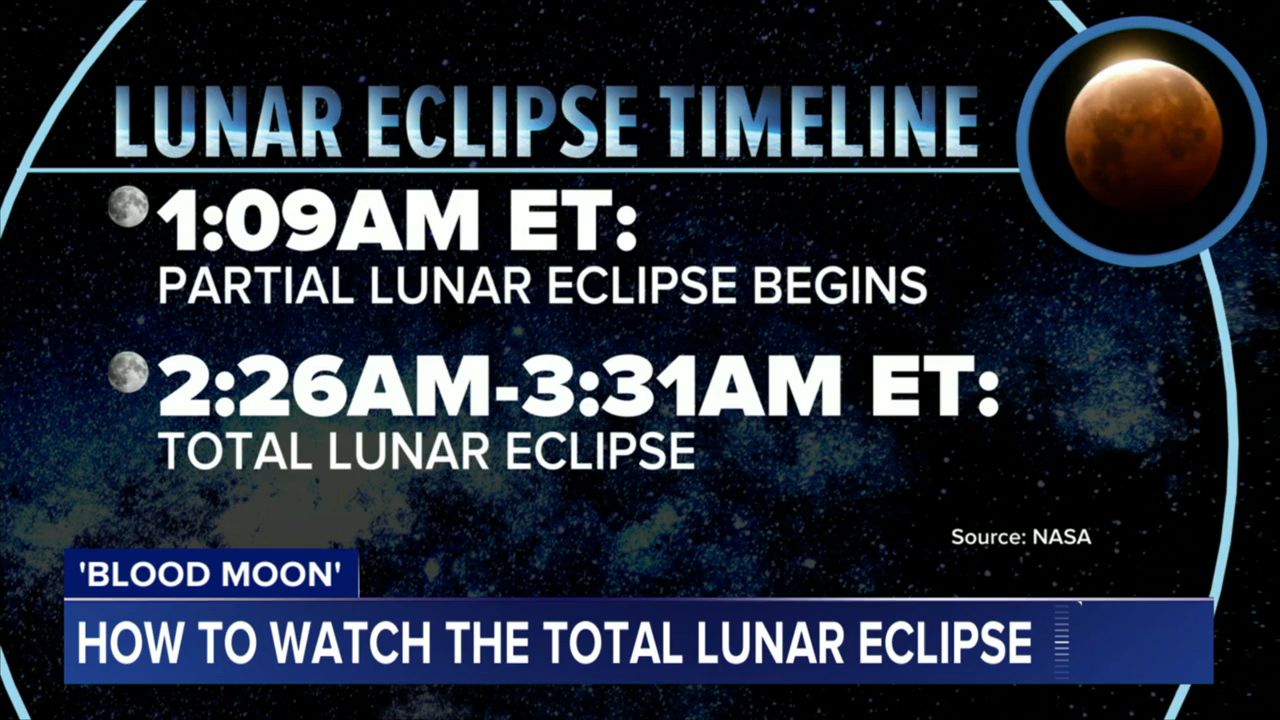 LUNAR ECLIPSE TIMELINE
1:09AM ET:
PARTIAL LUNAR ECLIPSE BEGINS
2:26AM-3:31AM ET:
TOTAL LUNAR ECLIPSE
Source: NASA
'BLOOD MOON'
HOW TO WATCH THE TOTAL LUNAR ECLIPSE